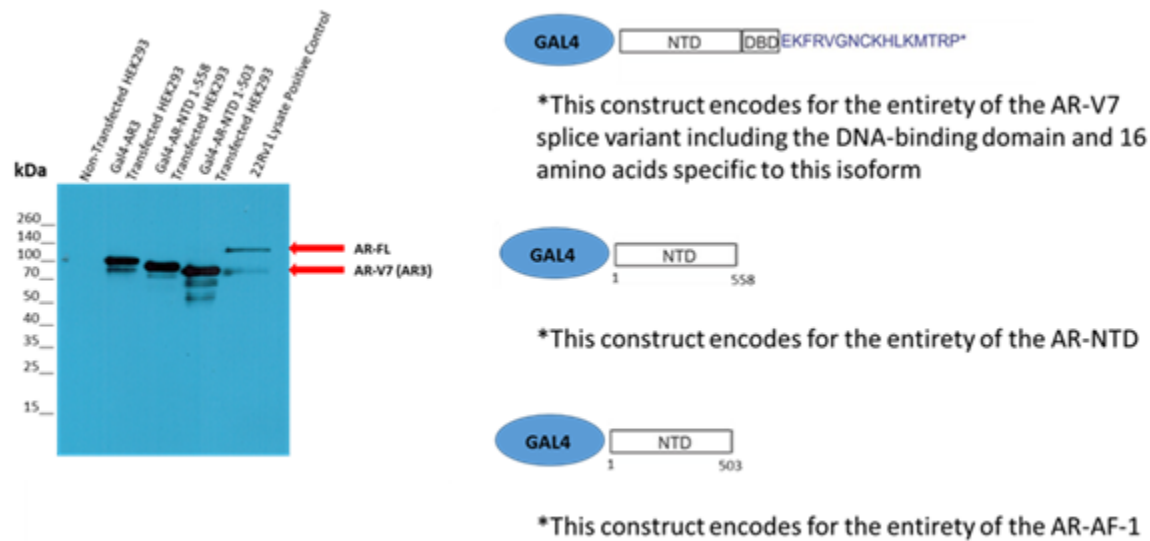 Non-Transfected HEK293
Gal4-AR3
Transfected HEK293
Gal4-AR-NTD 1-558
Transfected HEK293
Gal4-AR-NTD 1-503
Transfected HEK293
22Rv1 Lysate Positive Control
kDa
260
140
100
70
50
40
35
25
15
AR-FL
AR-V7 (AR3)
GAL4
NTD
DBD
EKFRVGNCKHLKMTRP*
*This construct encodes for the entirety of the AR-V7
splice variant including the DNA-binding domain and 16
amino acids specific to this isoform
GAL4
NTD
1
558
*This construct encodes for the entirety of the AR-NTD
GAL4
NTD
1
503
*This construct encodes for the entirety of the AR-AF-1